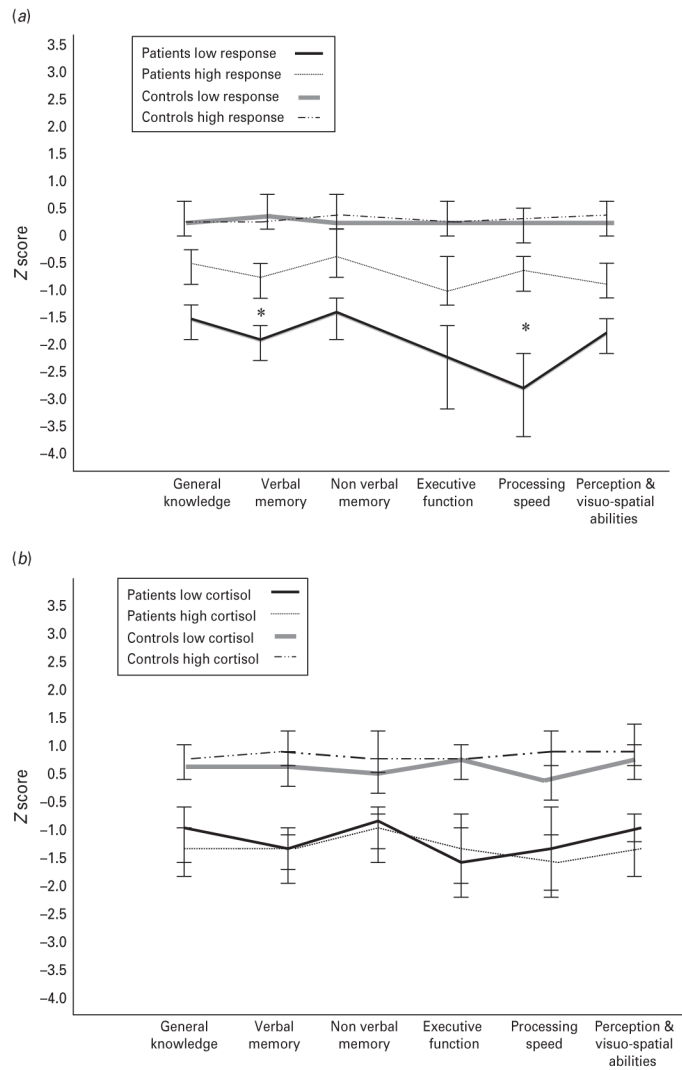 (a)
3.5
3.0
2.5
2.0
1.5
1.0
0.5
0
–0.5
–1.0
–1.5
–2.0
–2.5
–3.0
–3.5
–4.0
Z score
Patients low response
Patients high response
Controls low response
Controls high response
*
*
General
knowledge
Verbal
memory
Non verbal
memory
Executive
function
Processing
speed
Perception &
visuo-spatial
abilities
(b)
3.5
3.0
2.5
2.0
1.5
1.0
0.5
–0.5
–1.0
–1.5
–2.0
–2.5
–3.0
–3.5
–4.0
Z score
Patients low cortisol
Patients high cortisol
Controls low cortisol
Controls high cortisol
General
knowledge
Verbal
memory
Non verbal
memory
Executive
function
Processing
speed
Perception &
visuo-spatial
abilities